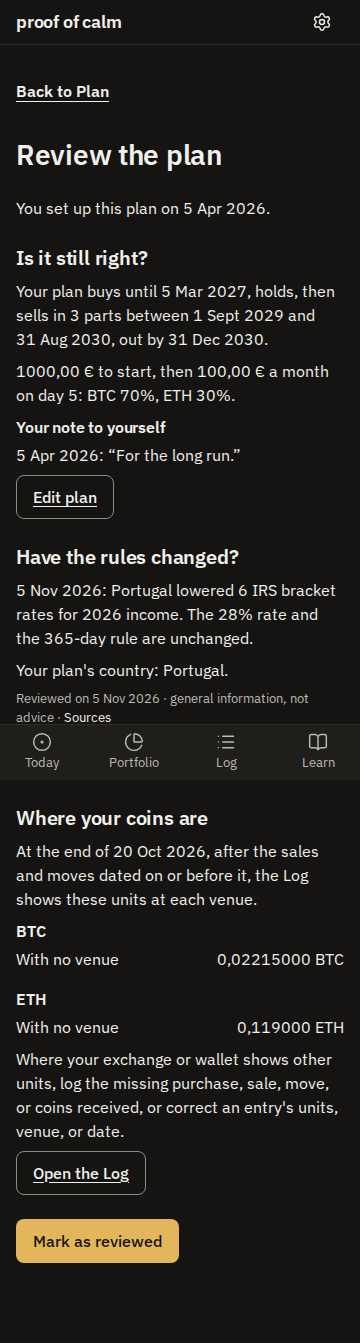 proof of calm
Back to Plan
Review the plan
You set up this plan on 5 Apr 2026.
Is it still right?
Your plan buys until 5 Mar 2027, holds, then
sells in 3 parts between 1 Sept 2029 and
31 Aug 2030, out by 31 Dec 2030.
1000,00 € to start, then 100,00 € a month
on day 5: BTC 70%, ETH 30%.
Your note to yourself
5 Apr 2026: “For the long run.”
Edit plan
Have the rules changed?
5 Nov 2026: Portugal lowered 6 IRS bracket
rates for 2026 income. The 28% rate and
the 365-day rule are unchanged.
Your plan's country: Portugal.
Reviewed on 5 Nov 2026 · general information, not
advice · Sources
Today Portfolio Log Learn
Where your coins are
At the end of 20 Oct 2026, after the sales
and moves dated on or before it, the Log
shows these units at each venue.
BTC
With no venue 0,02215000 BTC
ETH
With no venue 0,119000 ETH
Where your exchange or wallet shows other
units, log the missing purchase, sale, move,
or coins received, or correct an entry's units,
venue, or date.
Open the Log
Mark as reviewed